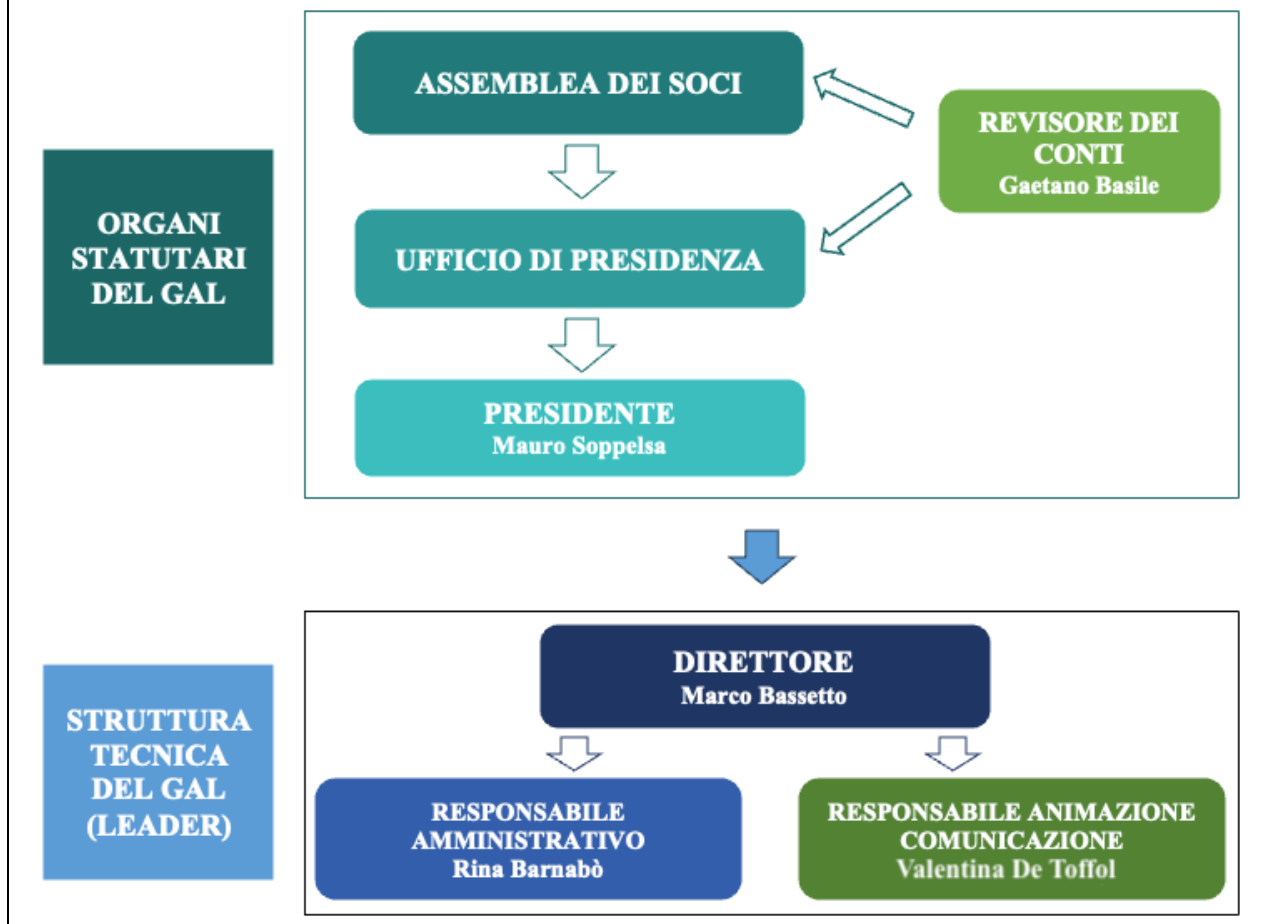 ORGANI
STATUTARI
DEL GAL
ASSEMBLEA DEI SOCI
REVISORE DEI
CONTI
Gaetano Basile
UFFICIO DI PRESIDENZA
PRESIDENTE
Mauro Soppelsa
STRUTTURA
TECNICA
DEL GAL
(LEADER)
DIRETTORE
Marco Bassetto
RESPONSABILE
AMMINISTRATIVO
Rina Barnabò
RESPONSABILE ANIMAZIONE
COMUNICAZIONE
Valentina De Toffol